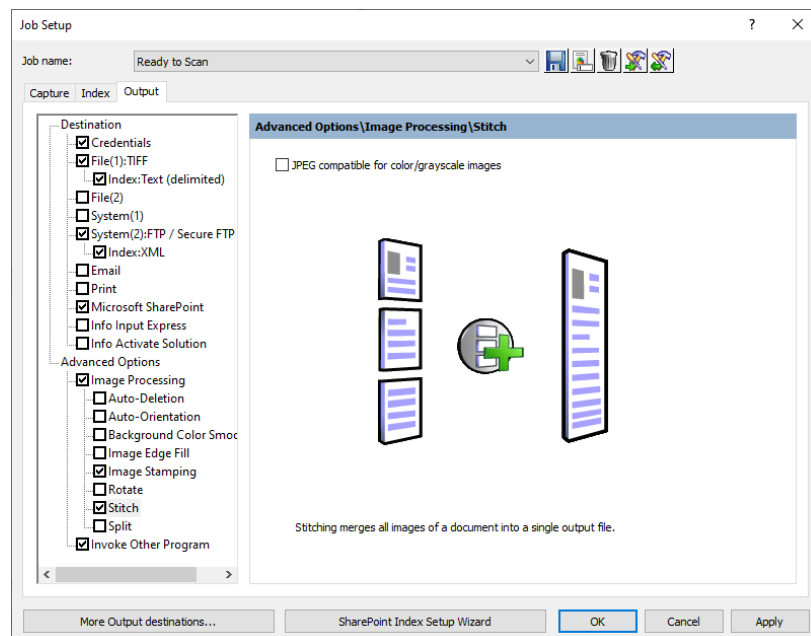 Job Setup
Job name:
Ready to Scan
Capture Index Output
Destination
Credentials
File(1):TIFF
Index:Text (delimited)
File(2)
System(1)
System(2):FTP / Secure FTP
Index:XML
Email
Print
Microsoft SharePoint
Info Input Express
Info Activate Solution
Advanced Options
Image Processing
Auto-Deletion
Auto-Orientation
Background Color Smoo
Image Edge Fill
Image Stamping
Rotate
Stitch
Split
Invoke Other Program
Advanced Options\Image Processing\Stitch
JPEG compatible for color/grayscale images
Stitching merges all images of a document into a single output file.
More Output destinations...
SharePoint Index Setup Wizard
OK
Cancel
Apply